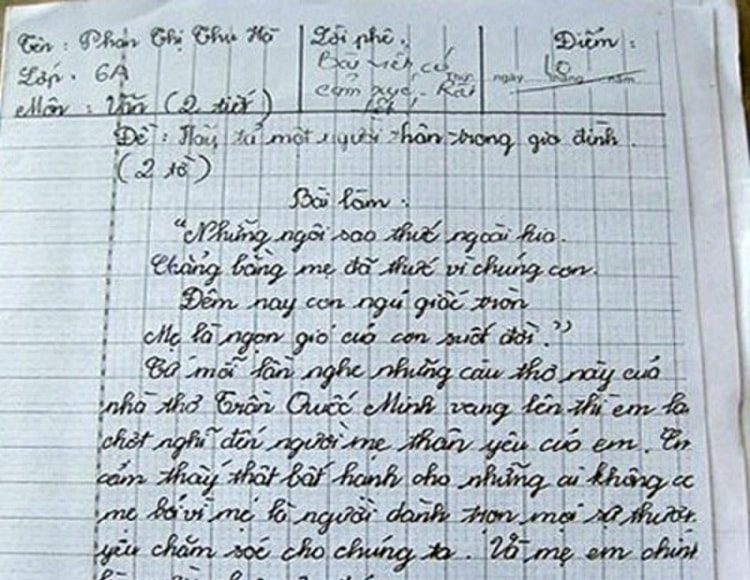 Tên: Phan Thị Thu Hà
Lớp. 6A
Môn: Văn (2 tiết)
Lời phê.
Bài viết có
cảm xúc. Rất
tốt!
Điểm:
10
ngày tháng năm
Đề: Hãy tả một người thân trong gia đình.
(2 tờ)
Bài làm.
"Những ngôi sao thức ngoài kia.
Chẳng bằng mẹ đã thức vì chúng con.
Đêm nay con ngủ giấc tròn
Mẹ là ngọn gió của con suốt đời."
Cứ mỗi lần nghe những câu thơ này của
nhà thơ Trần Quốc Minh vang lên thì em lạ
chợt nghĩ đến người mẹ thân yêu của em. Em
cảm thấy thật bất hạnh cho những ai không c
mẹ bởi vì mẹ là người dành trọn mọi sự thươn
yêu chăm sóc cho chúng ta. Và mẹ em chính